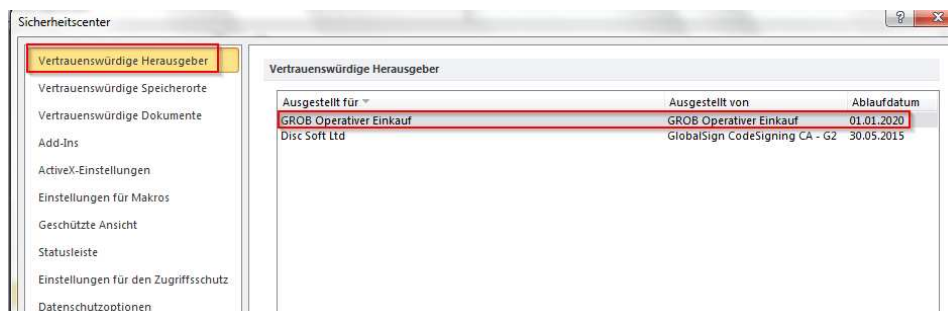 Sicherheitscenter
Vertrauenswürdige Herausgeber
Vertrauenswürdige Speicherorte
Vertrauenswürdige Dokumente
Add-Ins
ActiveX-Einstellungen
Einstellungen für Makros
Geschützte Ansicht
Statusleiste
Einstellungen für den Zugriffsschutz
Datenschutzoptionen
Vertrauenswürdige Herausgeber
Ausgestellt für Ausgestellt von Ablaufdatum
GROB Operativer Einkauf GROB Operativer Einkauf 01.01.2020
Disc Soft Ltd GlobalSign CodeSigning CA - G2 30.05.2015